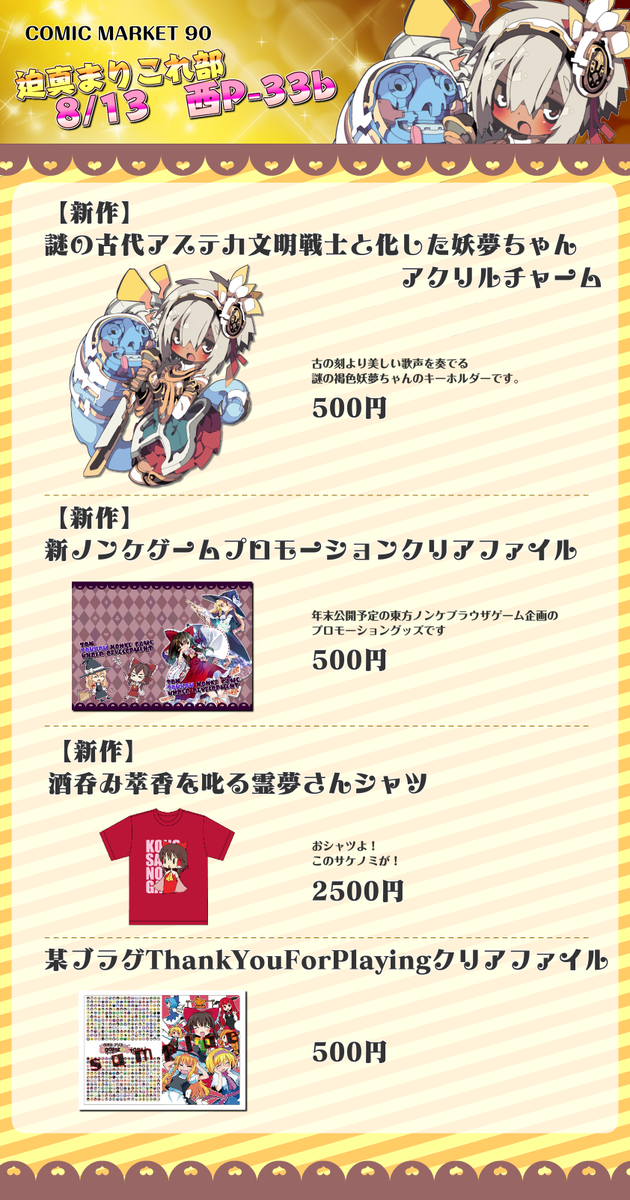 COMIC MARKET 90
迫真まりこれ部
8/13 西P-33b
【新作】
謎の古代アステカ文明戦士と化した妖夢ちゃん
アクリルチャーム
古の刻より美しい歌声を奏でる
謎の褐色妖夢ちゃんのキーホルダーです。
500円
【新作】
新ノンケゲームプロモーションクリアファイル
年末公開予定の東方ノンケブラウザゲーム企画の
プロモーショングッズです
500円
【新作】
酒呑み萃香を叱る霊夢さんシャツ
おシャツよ！
このサケノミが！
2500円
某ブラゲThankYouForPlayingクリアファイル
sample
500円